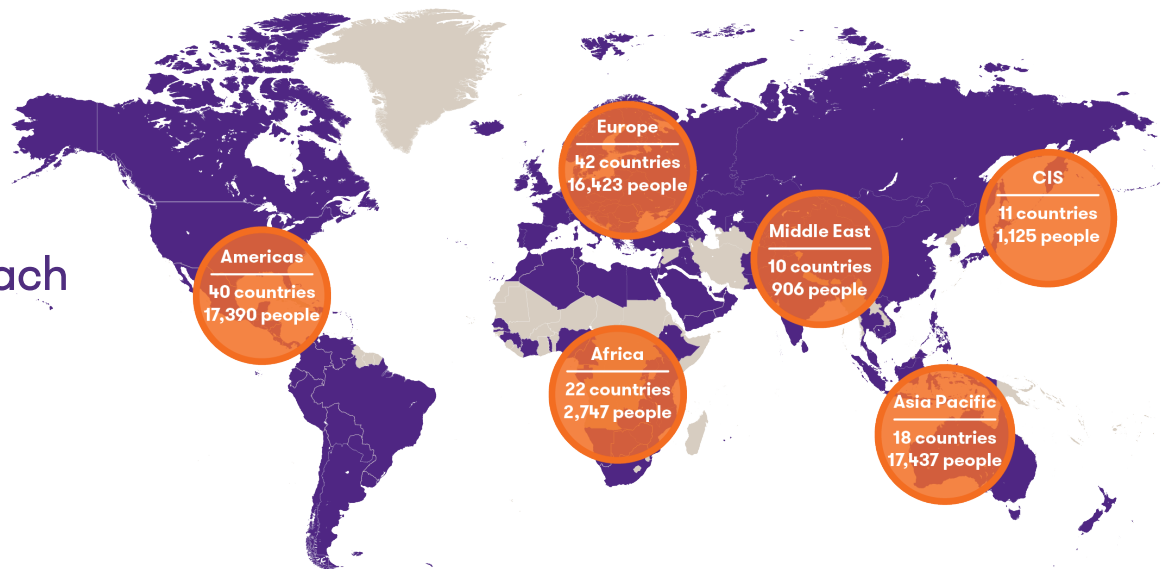 ach
Americas
40 countries
17,390 people
Europe
42 countries
16,423 people
Africa
22 countries
2,747 people
Middle East
10 countries
906 people
Asia Pacific
18 countries
17,437 people
CIS
11 countries
1,125 people